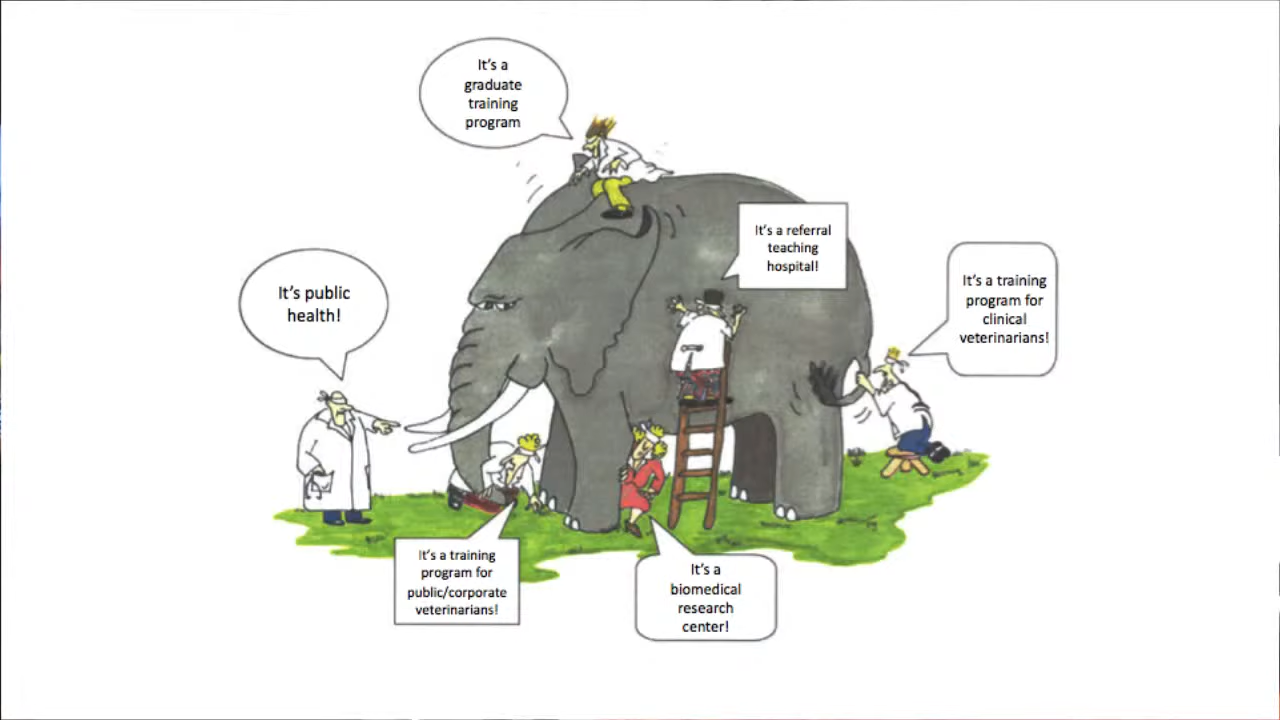 It's a
graduate
training
program
It's a referral
teaching
hospital!
It's public
health!
It's a training
program for
clinical
veterinarians!
It's a training
program for
public/corporate
veterinarians!
It's a
biomedical
research
center!